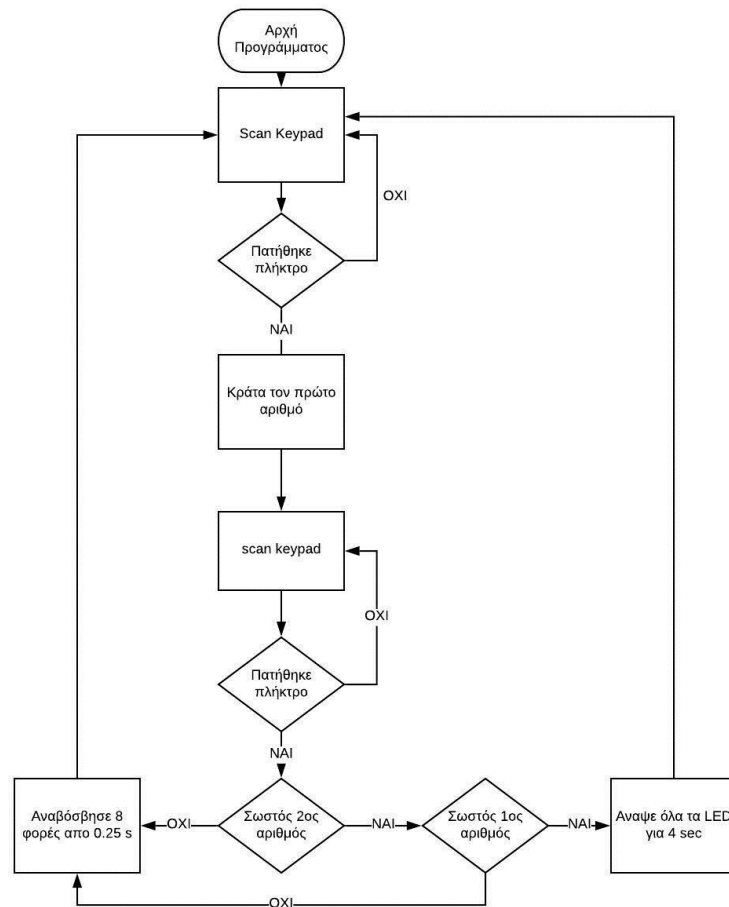 Αρχή
Προγράμματος
Scan Keypad
ΟΧΙ
Πατήθηκε
πλήκτρο
ΝΑΙ
Κράτα τον πρώτο
αριθμό
scan keypad
ΟΧΙ
Πατήθηκε
πλήκτρο
ΝΑΙ
Αναβόσβησε 8
φορές απο 0.25 s
ΟΧΙ
Σωστός 2ος
αριθμός
ΝΑΙ
Σωστός 1ος
αριθμός
ΝΑΙ
Αναψε όλα τα LED
για 4 sec
ΟΧΙ